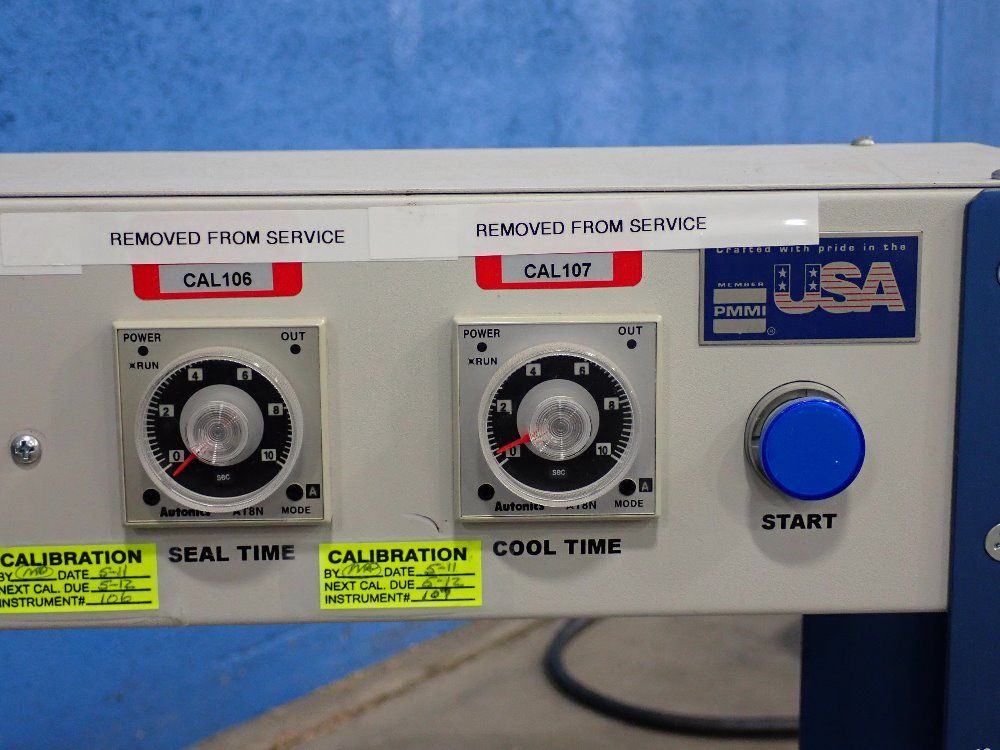 REMOVED FROM SERVICE
REMOVED FROM SERVICE
CAL106
CAL107
Crafted with pride in the
USA
MEMBER
PMMI
®
POWER
OUT
RUN
0
2
4
6
8
10
sec
A
MODE
Autonics
AT8N
SEAL TIME
POWER
OUT
RUN
0
2
4
6
8
10
sec
A
MODE
Autonics
AT8N
COOL TIME
START
CALIBRATION
BY DATE 5-11
NEXT CAL. DUE 5-12
INSTRUMENT# 106
CALIBRATION
BY DATE 5-11
NEXT CAL. DUE 5-12
INSTRUMENT# 107